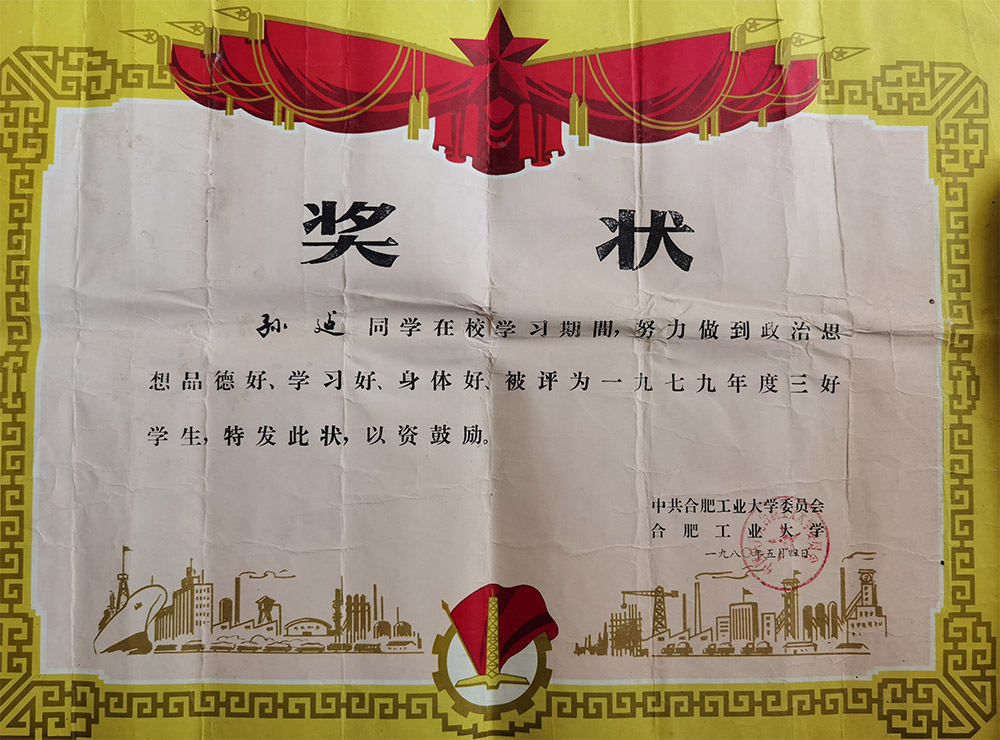 奖状
孙 同学在校学习期間,努力做到政治思
想品德好、学习好、身体好、被评为一九七九年度三好
学生,特发此状,以资鼓励。
中共合肥工业大学委员会
合肥工业大学
一九八〇年五月四日